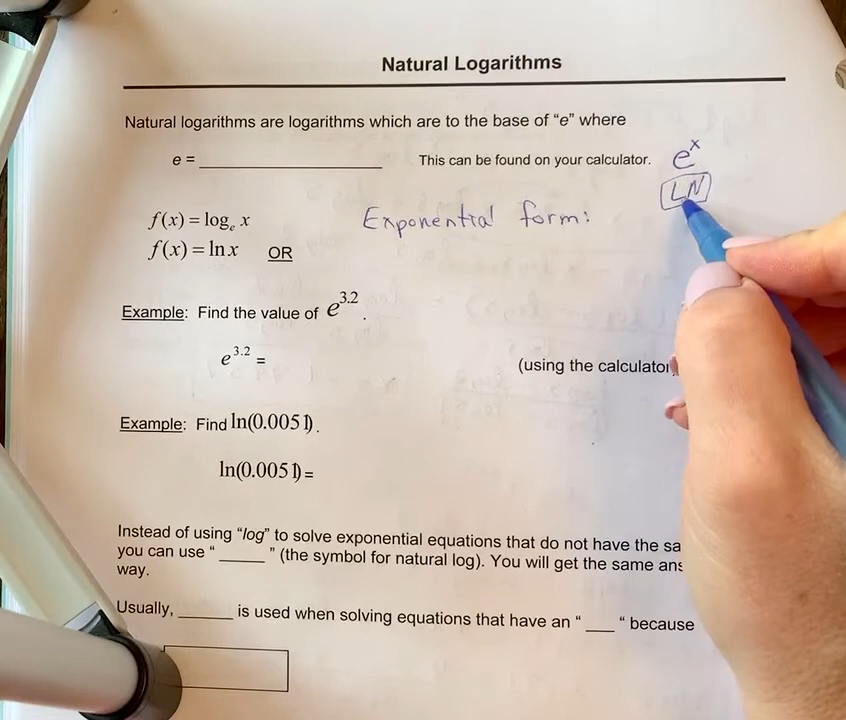 Natural Logarithms
Natural logarithms are logarithms which are to the base of “e” where
e = ____________________ This can be found on your calculator. eˣ
LN
f(x) = logₑ x Exponential form:
f(x) = ln x OR
Example: Find the value of e^3.2.
e^3.2 = (using the calculator
Example: Find ln(0.0051).
ln(0.0051) =
Instead of using “log” to solve exponential equations that do not have the sa
you can use “ _____ ” (the symbol for natural log). You will get the same ans
way.
Usually, ______ is used when solving equations that have an “ ___ “ because